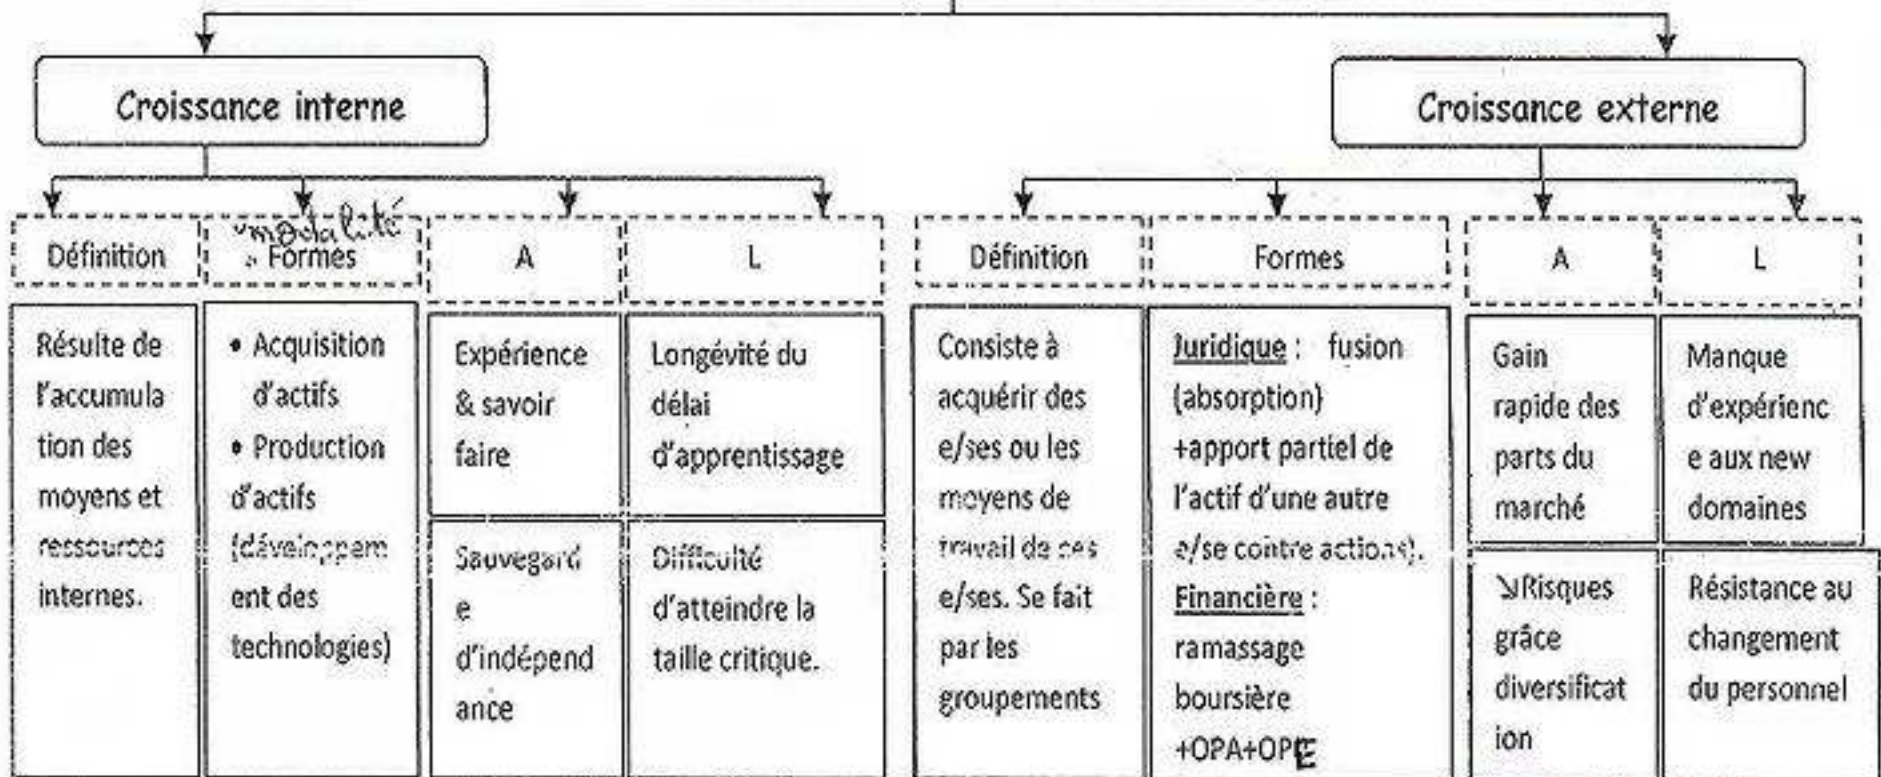 Croissance interne
Croissance externe
modalité
Définition
Formes
A
L
Définition
Formes
A
L
Résulte de
l'accumula
tion des
moyens et
ressources
internes.
• Acquisition
d'actifs
• Production
d'actifs
(développem
ent des
technologies)
Expérience
& savoir
faire
Sauvegard
e
d'indépend
ance
Longévité du
délai
d'apprentissage
Difficulté
d'atteindre la
taille critique.
Consiste à
acquérir des
e/ses ou les
moyens de
travail de ces
e/ses. Se fait
par les
groupements
Juridique : fusion
(absorption)
+apport partiel de
l'actif d'une autre
e/se contre actions).
Financière :
ramassage
boursière
+OPA+OPE
Gain
rapide des
parts du
marché
↘Risques
grâce
diversificat
ion
Manque
d'expérienc
e aux new
domaines
Résistance au
changement
du personnel